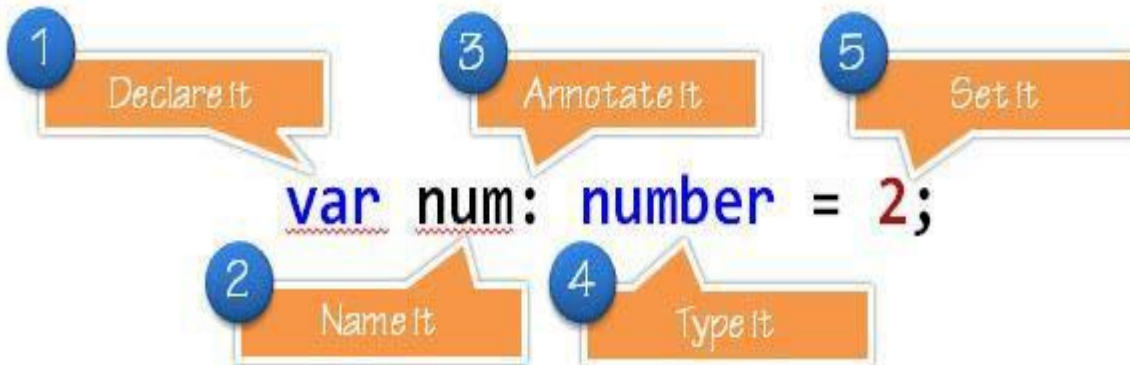 1
Declare it
3
Annotate it
5
Set it
var num: number = 2;
2
Name it
4
Type it